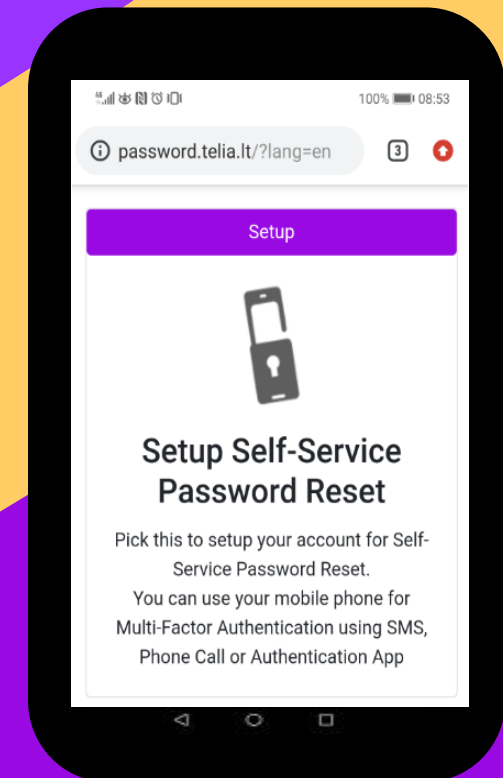 100% 08:53
password.telia.lt/?lang=en 3
Setup
Setup Self-Service
Password Reset
Pick this to setup your account for Self-
Service Password Reset.
You can use your mobile phone for
Multi-Factor Authentication using SMS,
Phone Call or Authentication App